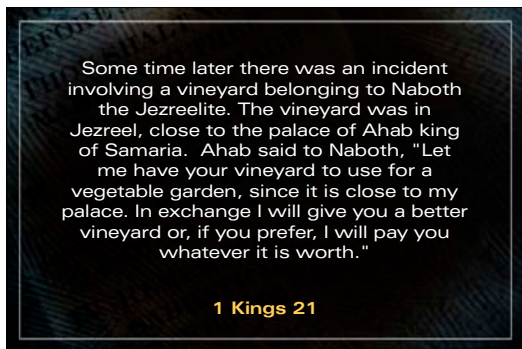 Some time later there was an incident
involving a vineyard belonging to Naboth
the Jezreelite. The vineyard was in
Jezreel, close to the palace of Ahab king
of Samaria.  Ahab said to Naboth, "Let
me have your vineyard to use for a
vegetable garden, since it is close to my
palace. In exchange I will give you a better
vineyard or, if you prefer, I will pay you
whatever it is worth."
1 Kings 21